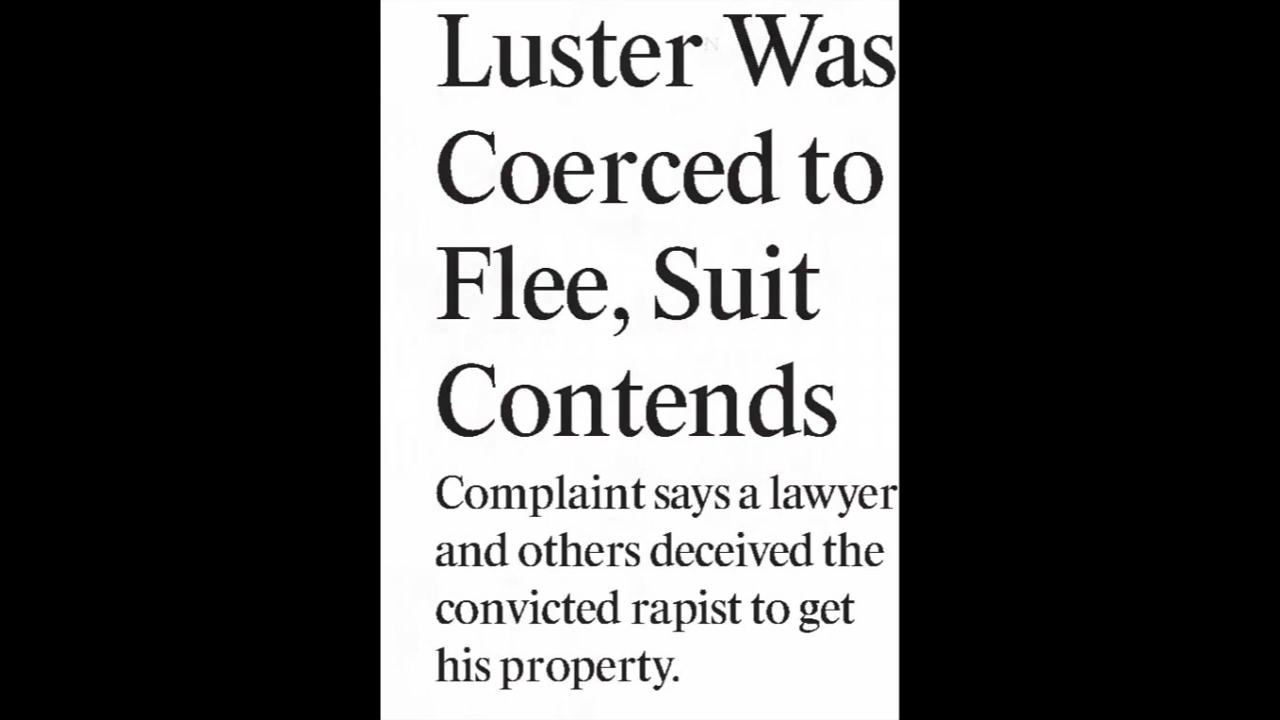 Luster Was
Coerced to
Flee, Suit
Contends
Complaint says a lawyer
and others deceived the
convicted rapist to get
his property.